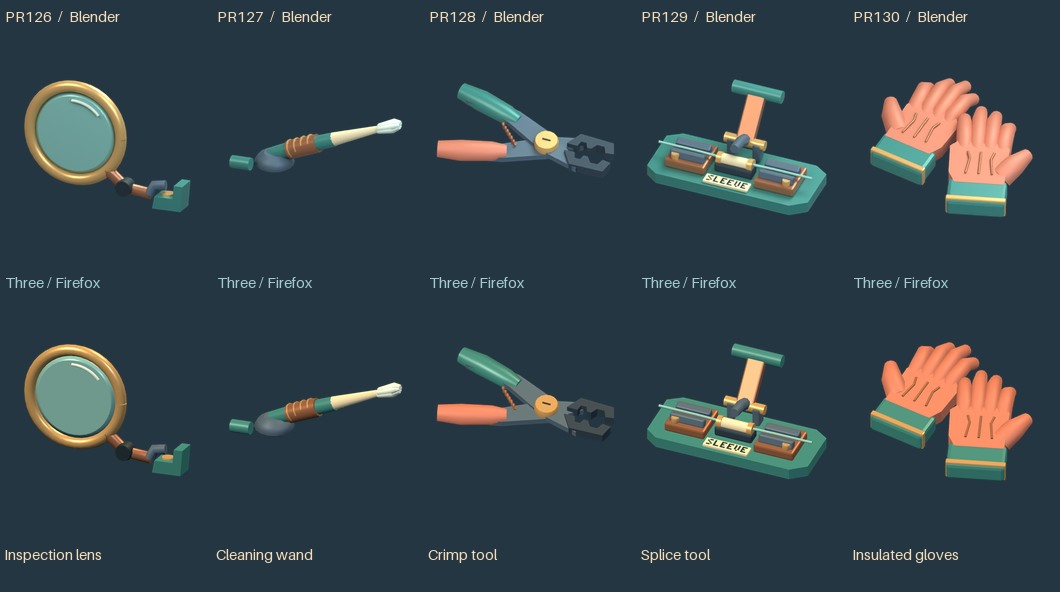 PR126 / Blender
PR127 / Blender
PR128 / Blender
PR129 / Blender
PR130 / Blender
SLEEVE
Three / Firefox
Three / Firefox
Three / Firefox
Three / Firefox
Three / Firefox
SLEEVE
Inspection lens
Cleaning wand
Crimp tool
Splice tool
Insulated gloves